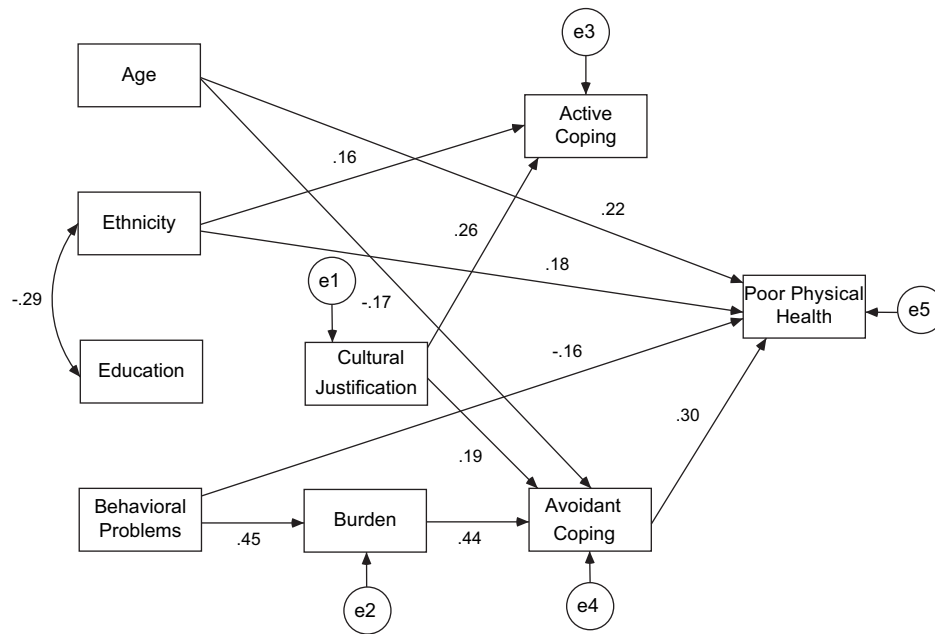 e3
Age
Active
Coping
.16
Ethnicity
.22
.26
.18
e1
-.29
-.17
Poor Physical
Health
e5
Cultural
Justification
-.16
Education
.30
.19
Behavioral
Problems
Burden
Avoidant
Coping
.45
.44
e2
e4